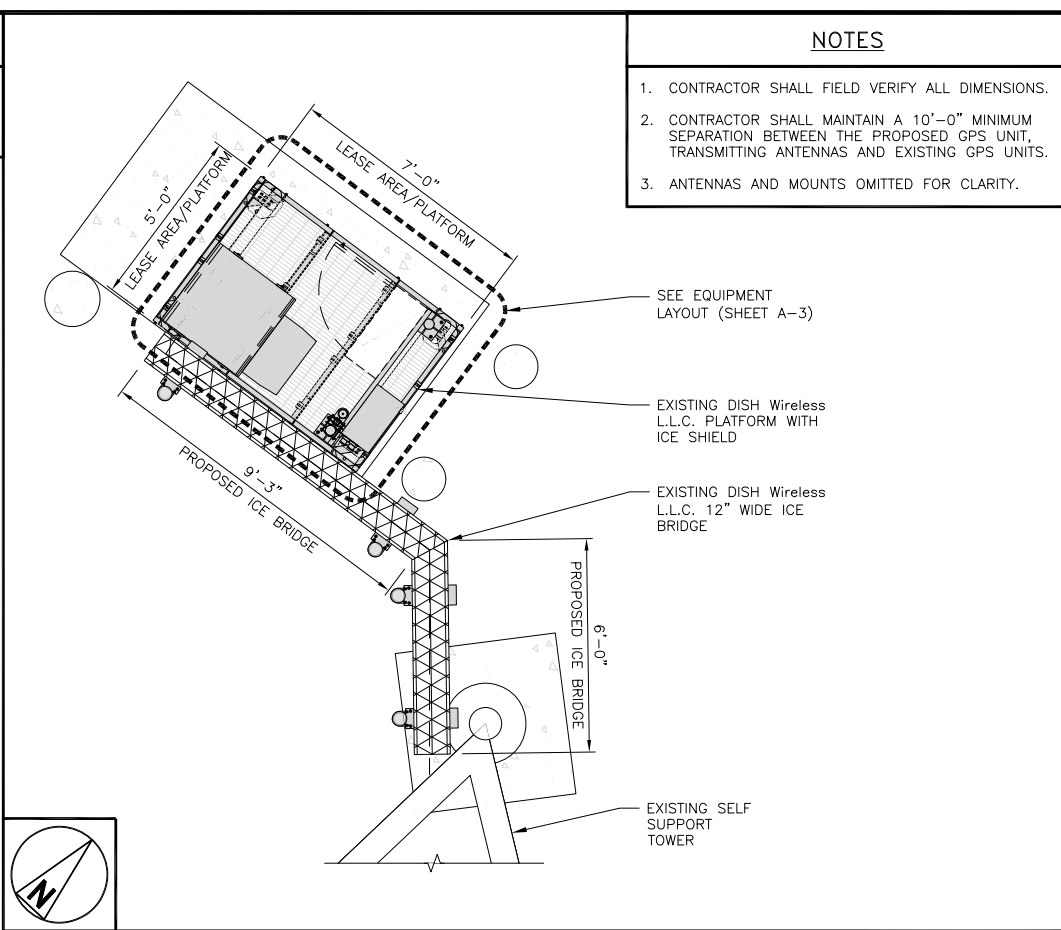 NOTES
1. CONTRACTOR SHALL FIELD VERIFY ALL DIMENSIONS.
2. CONTRACTOR SHALL MAINTAIN A 10'-0" MINIMUM
SEPARATION BETWEEN THE PROPOSED GPS UNIT,
TRANSMITTING ANTENNAS AND EXISTING GPS UNITS.
3. ANTENNAS AND MOUNTS OMITTED FOR CLARITY.
7'-0"
LEASE AREA/PLATFORM
5'-0"
LEASE AREA/PLATFORM
SEE EQUIPMENT
LAYOUT (SHEET A-3)
EXISTING DISH Wireless
L.L.C. PLATFORM WITH
ICE SHIELD
9'-3"
PROPOSED ICE BRIDGE
EXISTING DISH Wireless
L.L.C. 12" WIDE ICE
BRIDGE
6'-0"
PROPOSED ICE BRIDGE
EXISTING SELF
SUPPORT
TOWER
N